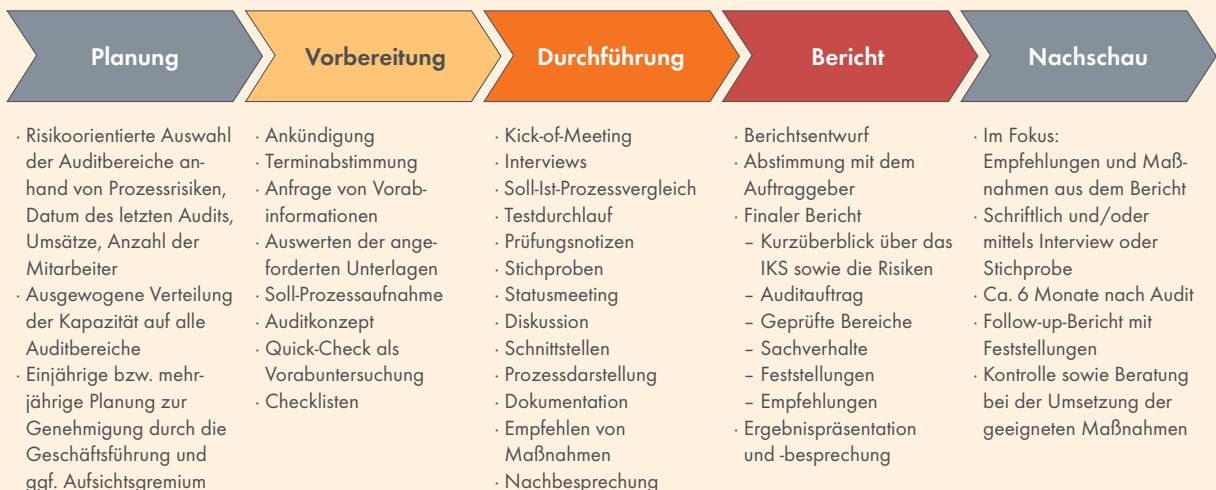 Planung
Vorbereitung
Durchführung
Bericht
Nachschau
· Risikoorientierte Auswahl
der Auditbereiche an-
hand von Prozessrisiken,
Datum des letzten Audits,
Umsätze, Anzahl der
Mitarbeiter
· Ausgewogene Verteilung
der Kapazität auf alle
Auditbereiche
· Einjährige bzw. mehr-
jährige Planung zur
Genehmigung durch die
Geschäftsführung und
ggf. Aufsichtsgremium
· Ankündigung
· Terminabstimmung
· Anfrage von Vorab-
informationen
· Auswerten der ange-
forderten Unterlagen
· Soll-Prozessaufnahme
· Auditkonzept
· Quick-Check als
Vorabuntersuchung
· Checklisten
· Kick-of-Meeting
· Interviews
· Soll-Ist-Prozessvergleich
· Testdurchlauf
· Prüfungsnotizen
· Stichproben
· Statusmeeting
· Diskussion
· Schnittstellen
· Prozessdarstellung
· Dokumentation
· Empfehlen von
Maßnahmen
· Nachbesprechung
· Berichtsentwurf
· Abstimmung mit dem
Auftraggeber
· Finaler Bericht
– Kurzüberblick über das
IKS sowie die Risiken
– Auditauftrag
– Geprüfte Bereiche
– Sachverhalte
– Feststellungen
– Empfehlungen
· Ergebnispräsentation
und -besprechung
· Im Fokus:
Empfehlungen und Maß-
nahmen aus dem Bericht
· Schriftlich und/oder
mittels Interview oder
Stichprobe
· Ca. 6 Monate nach Audit
· Follow-up-Bericht mit
Feststellungen
· Kontrolle sowie Beratung
bei der Umsetzung der
geeigneten Maßnahmen